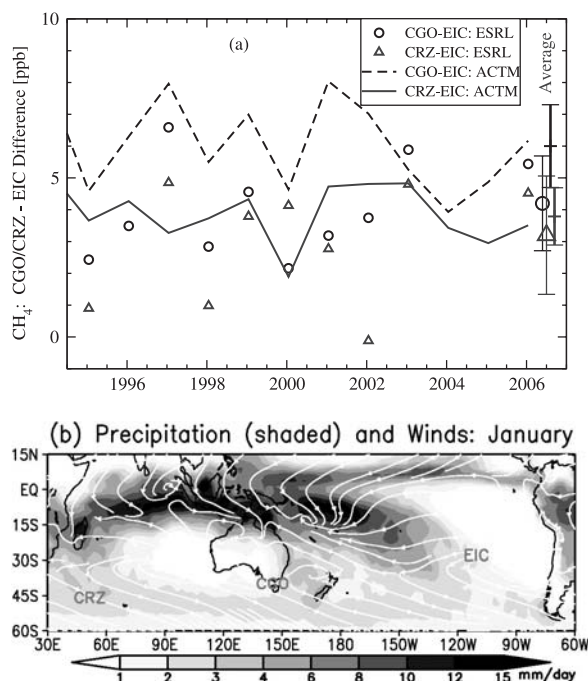 (a)
CGO-EIC: ESRL
CRZ-EIC: ESRL
CGO-EIC: ACTM
CRZ-EIC: ACTM
Average
CH4: CGO/CRZ - EIC Difference [ppb]
10
5
0
1996 1998 2000 2002 2004 2006
(b) Precipitation (shaded) and Winds: January
15N
EQ
15S
30S
45S
60S
EIC
CGO
CRZ
30E 60E 90E 120E 150E 180 150W 120W 90W 60W
1 2 3 4 6 8 10 12 15 mm/day